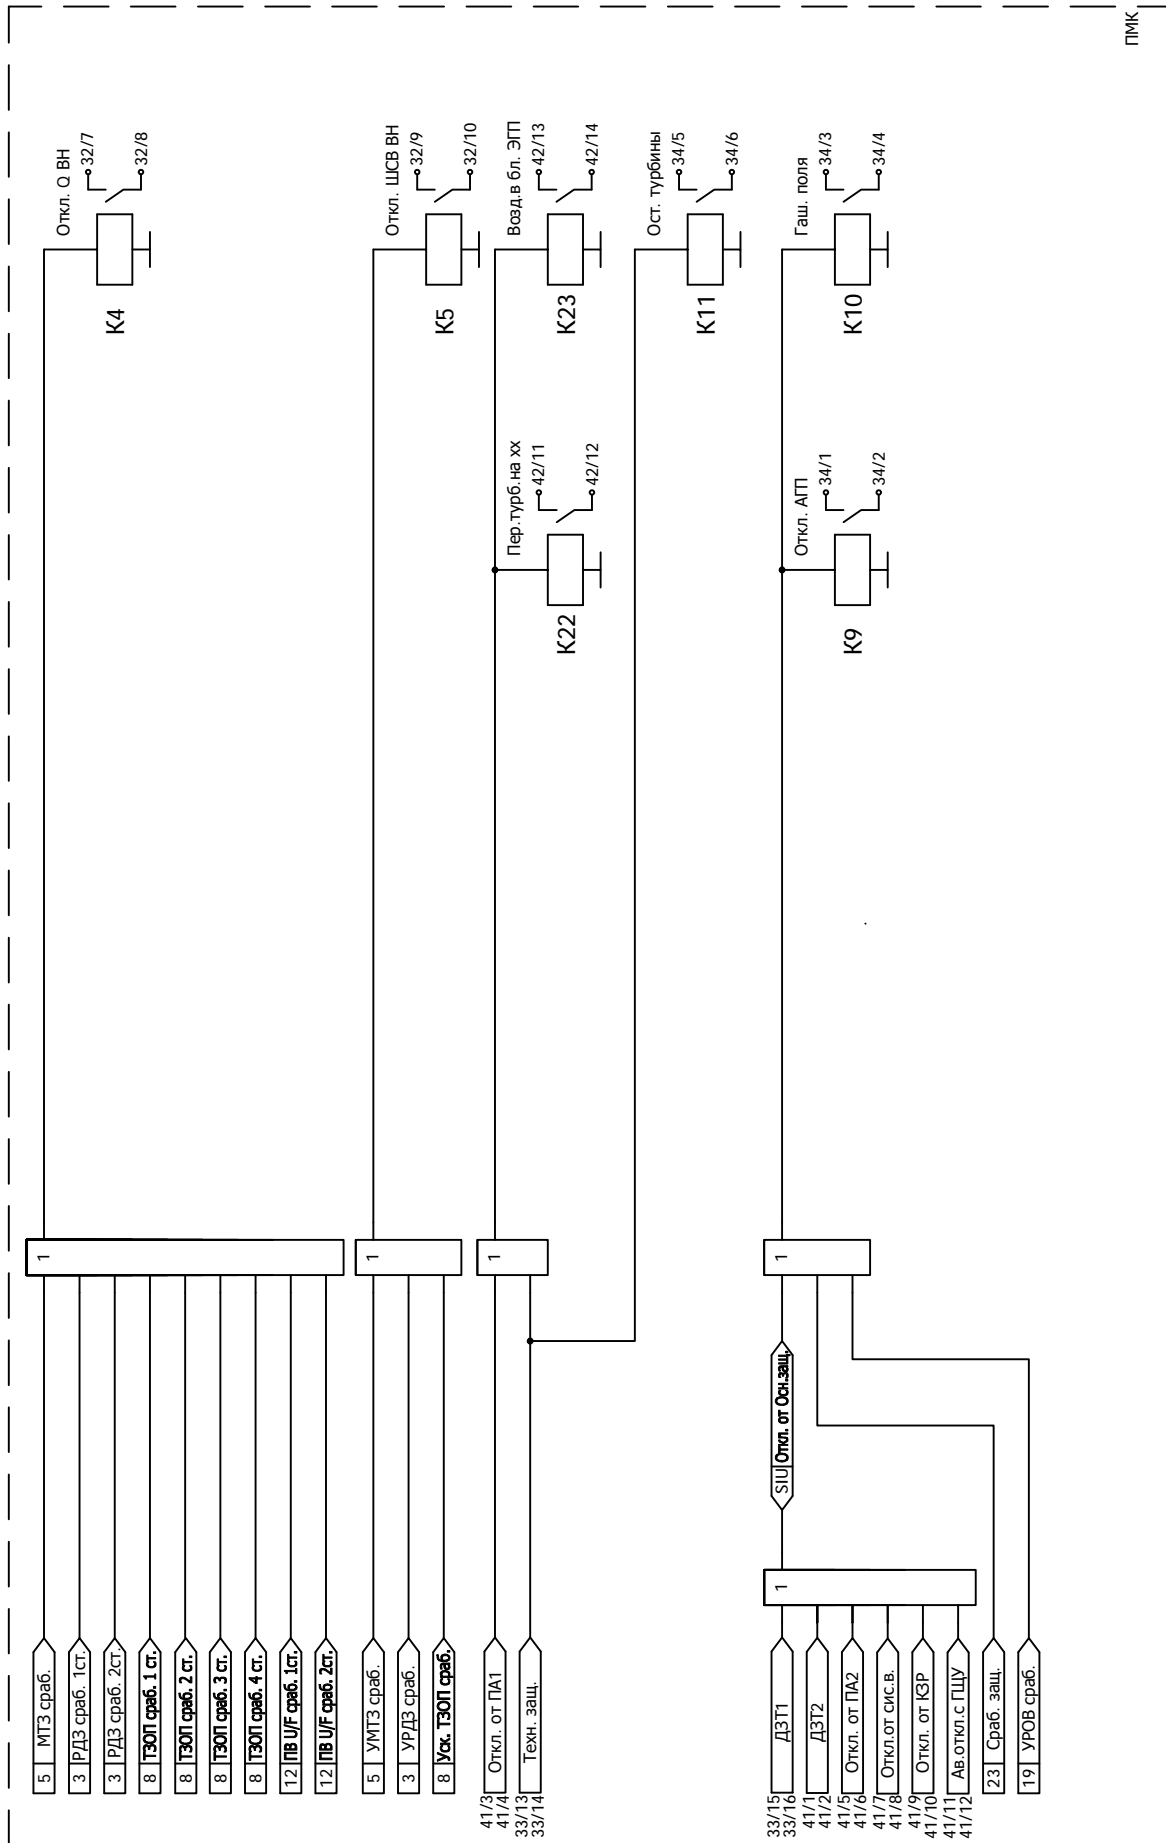 ПМК
Откл. Q ВН
32/7
32/8
К4
Откл. ШСВ ВН
32/9
32/10
К5
Возд.в бл. ЭГП
42/13
42/14
К23
Ост. турбины
34/5
34/6
К11
Гаш. поля
34/3
34/4
К10
Пер.турб.на хх
42/11
42/12
К22
Откл. АГП
34/1
34/2
К9
1
1
1
1
SIU Откл. от Осн.защ.
1
5 МТЗ сраб.
3 РДЗ сраб. 1ст.
3 РДЗ сраб. 2ст.
8 ТЗОП сраб. 1 ст.
8 ТЗОП сраб. 2 ст.
8 ТЗОП сраб. 3 ст.
8 ТЗОП сраб. 4 ст.
12 ПВ U/F сраб. 1ст.
12 ПВ U/F сраб. 2ст.
5 УМТЗ сраб.
3 УРДЗ сраб.
8 Уск. ТЗОП сраб.
41/3
41/4
Откл. от ПА1
33/13
33/14
Техн. защ.
33/15
33/16
ДЗТ1
41/1
41/2
ДЗТ2
41/5
41/6
Откл. от ПА2
41/7
41/8
Откл.от сис.в.
41/9
41/10
Откл. от КЗР
41/11
41/12
Ав.откл.с ГЩУ
23 Сраб. защ.
19 УРОВ сраб.